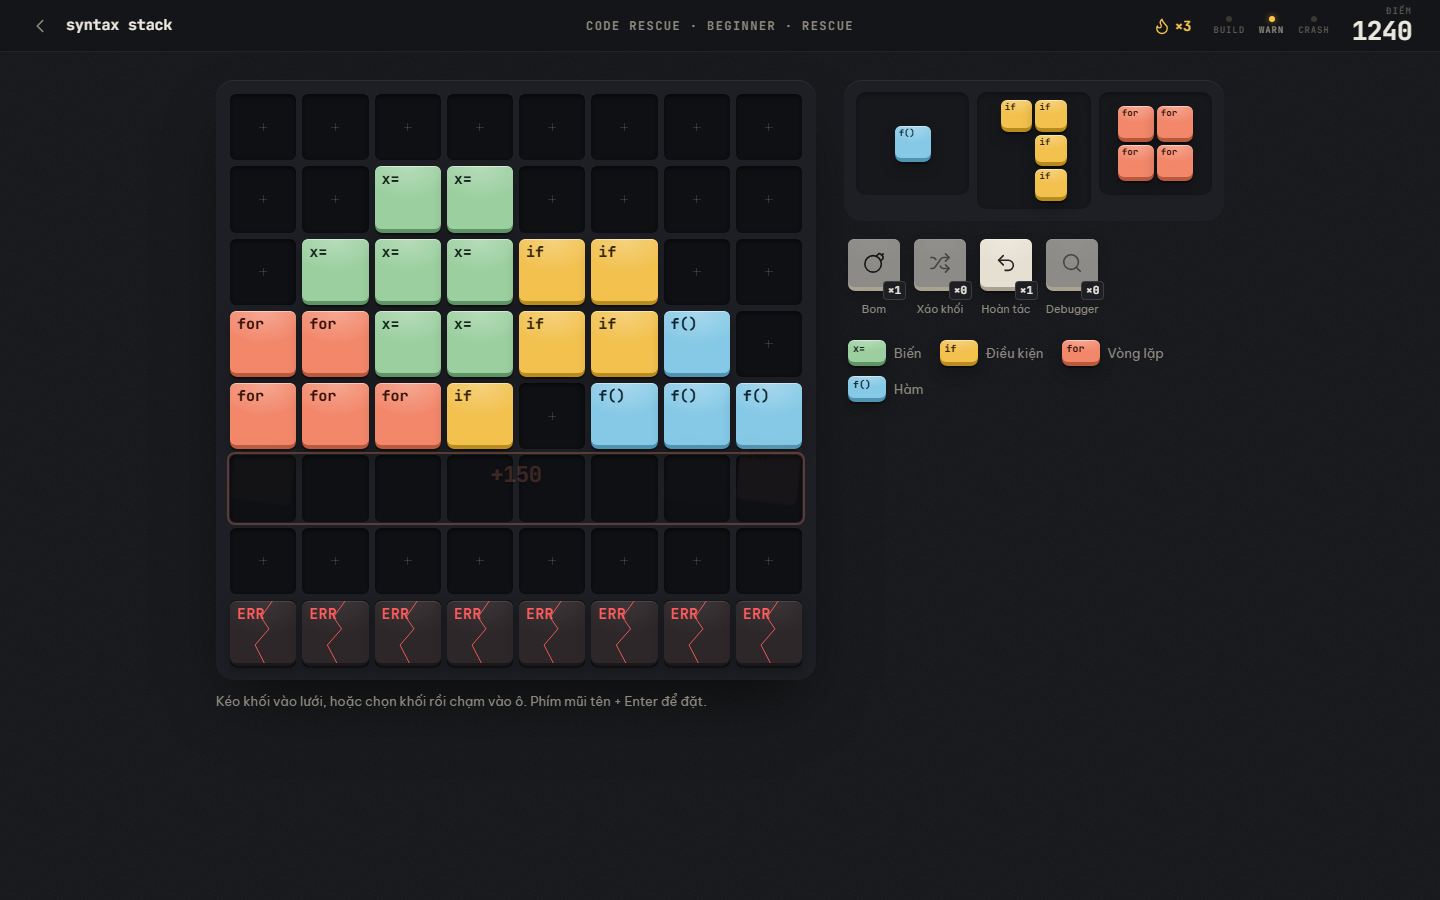 syntax stack
CODE RESCUE · BEGINNER · RESCUE
×3
BUILD WARN CRASH
ĐIỂM
1240
x= x=
x= x= x= if if
for for x= x= if if f()
for for for if f() f() f()
+150
ERR ERR ERR ERR ERR ERR ERR ERR
Kéo khối vào lưới, hoặc chọn khối rồi chạm vào ô. Phím mũi tên + Enter để đặt.
f()
if if
if
if
for for
for for
×1 ×0 ×1 ×0
Bom Xáo khối Hoàn tác Debugger
x= Biến if Điều kiện for Vòng lặp
f() Hàm